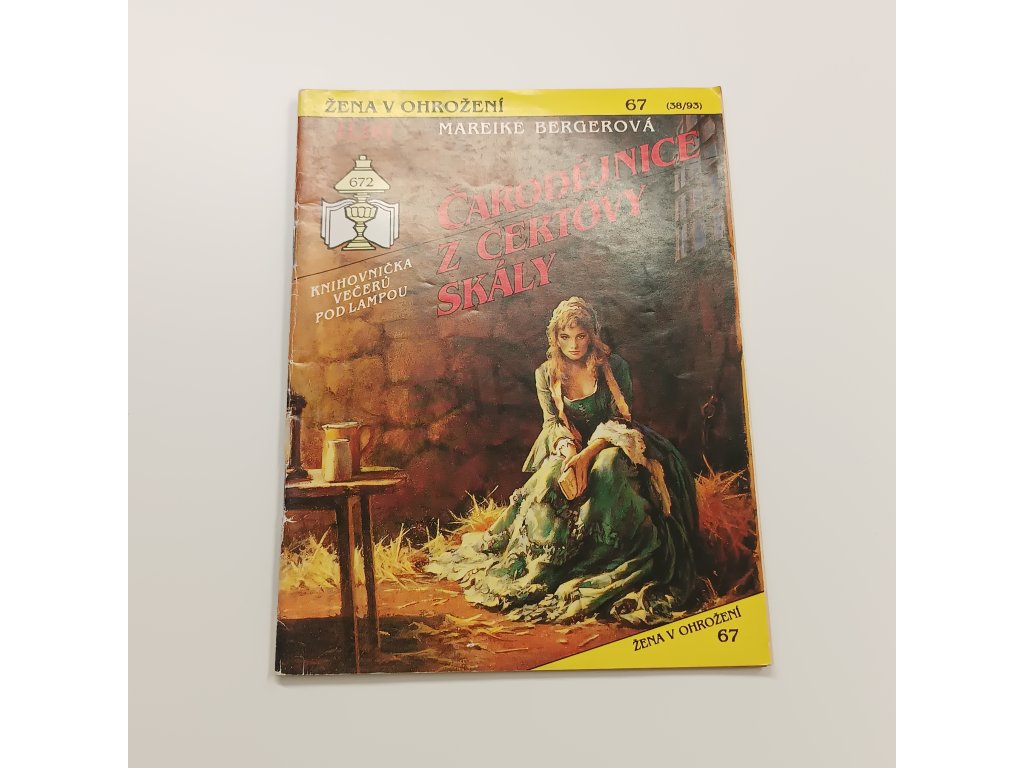 ŽENA V OHROŽENÍ 67 (38/93)
MAREIKE BERGEROVÁ
672
ČARODĚJNICE
Z ČERTOVY
SKÁLY
KNIHOVNIČKA
VEČERŮ
POD LAMPOU
ŽENA V OHROŽENÍ
67